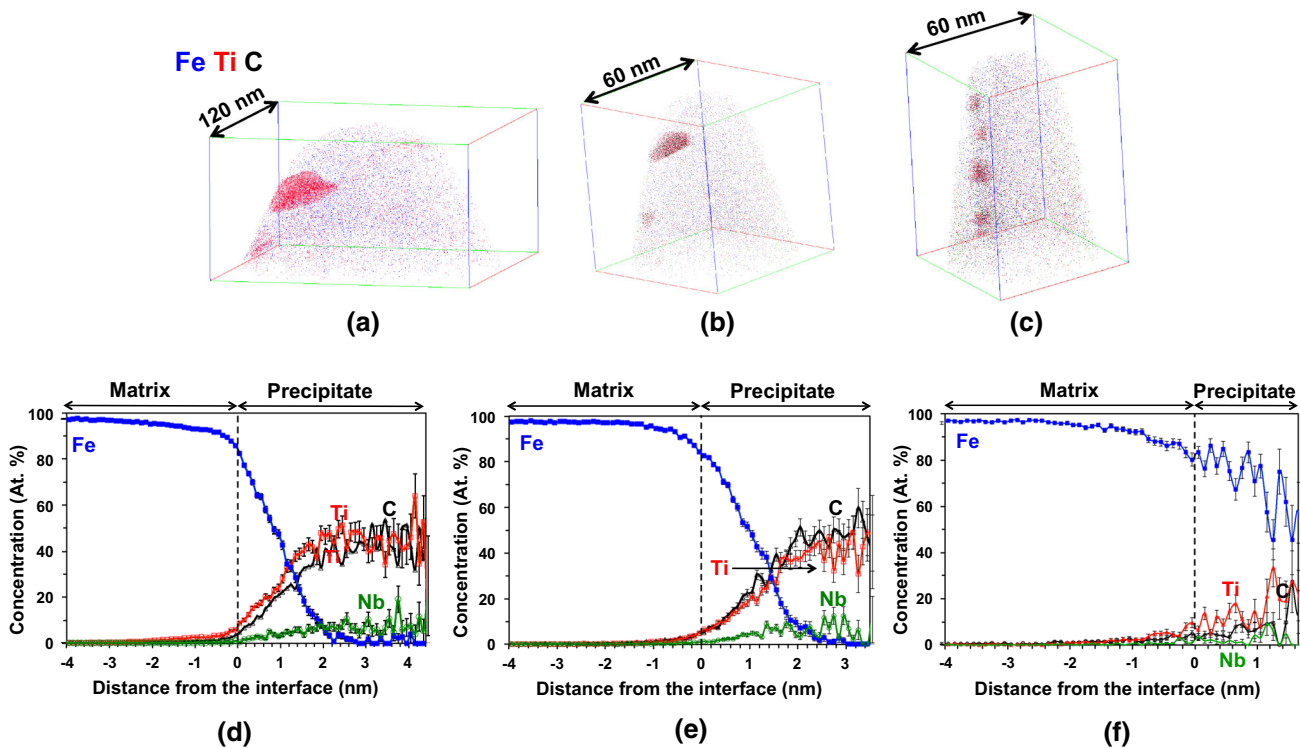 Fe Ti C
120 nm
60 nm
60 nm
(a)
(b)
(c)
Matrix
Precipitate
Concentration (At. %)
100
80
60
40
20
0
Fe
Ti
C
Ti
Nb
-4 -3 -2 -1 0 1 2 3 4
Distance from the interface (nm)
(d)
Matrix
Precipitate
Concentration (At. %)
100
80
60
40
20
0
Fe
C
Ti
Nb
-4 -3 -2 -1 0 1 2 3
Distance from the interface (nm)
(e)
Matrix
Precipitate
Concentration (At. %)
100
80
60
40
20
0
Fe
Ti
C
Nb
-4 -3 -2 -1 0 1
Distance from the interface (nm)
(f)